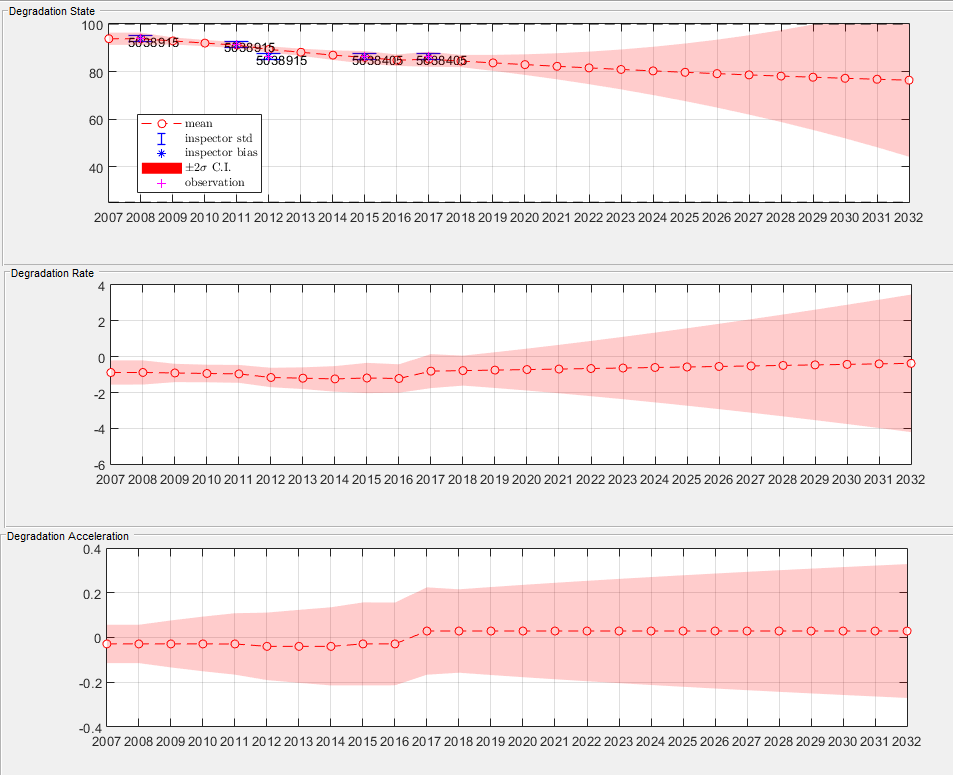 Degradation State
100
80
60
40
5038915
5038915
5038915
5038405
5038405
mean
inspector std
inspector bias
±2σ C.I.
observation
2007 2008 2009 2010 2011 2012 2013 2014 2015 2016 2017 2018 2019 2020 2021 2022 2023 2024 2025 2026 2027 2028 2029 2030 2031 2032
Degradation Rate
4
2
0
-2
-4
-6
2007 2008 2009 2010 2011 2012 2013 2014 2015 2016 2017 2018 2019 2020 2021 2022 2023 2024 2025 2026 2027 2028 2029 2030 2031 2032
Degradation Acceleration
0.4
0.2
0
-0.2
-0.4
2007 2008 2009 2010 2011 2012 2013 2014 2015 2016 2017 2018 2019 2020 2021 2022 2023 2024 2025 2026 2027 2028 2029 2030 2031 2032